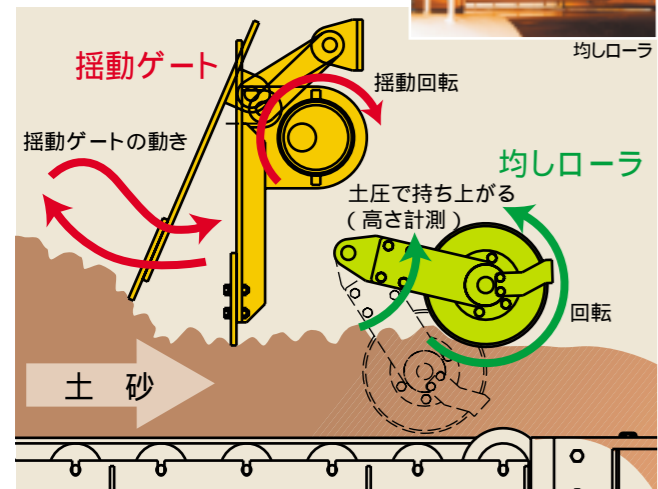 均しローラ
揺動ゲート
揺動回転
揺動ゲートの動き
均しローラ
土圧で持ち上がる
(高さ計測)
回転
土 砂